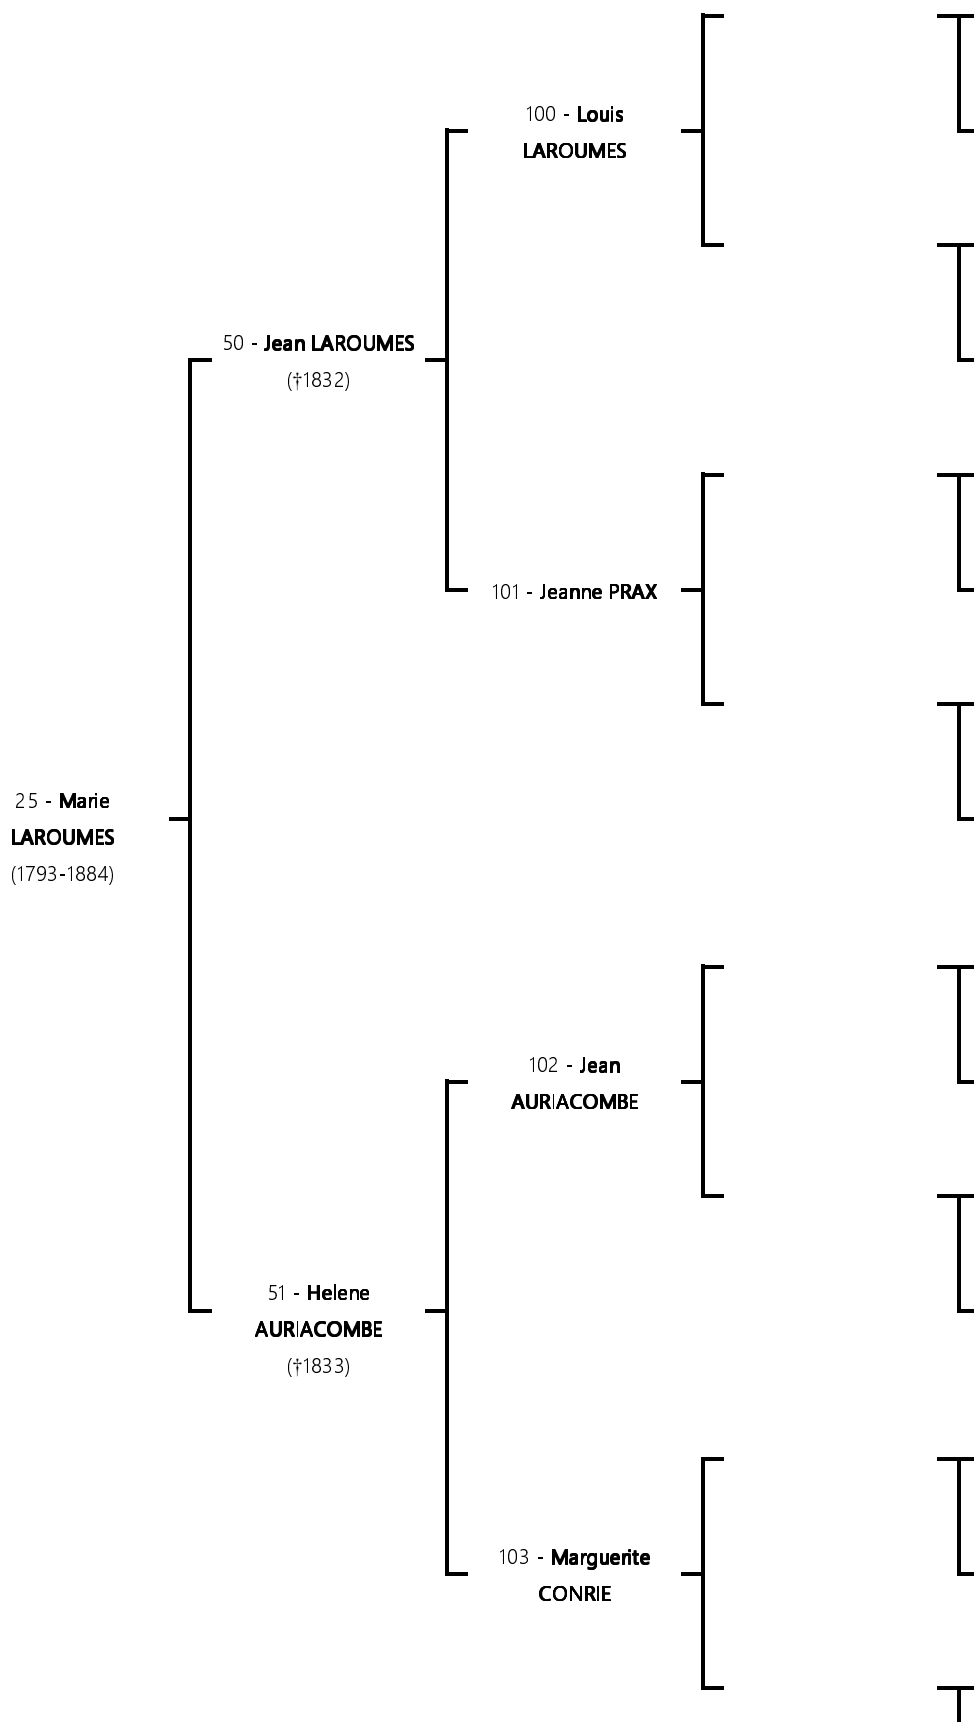 100 - Louis
LAROUMES
50 - Jean LAROUMES
(†1832)
101 - Jeanne PRAX
25 - Marie
LAROUMES
(1793-1884)
102 - Jean
AURIACOMBE
51 - Helene
AURIACOMBE
(†1833)
103 - Marguerite
CONRIE